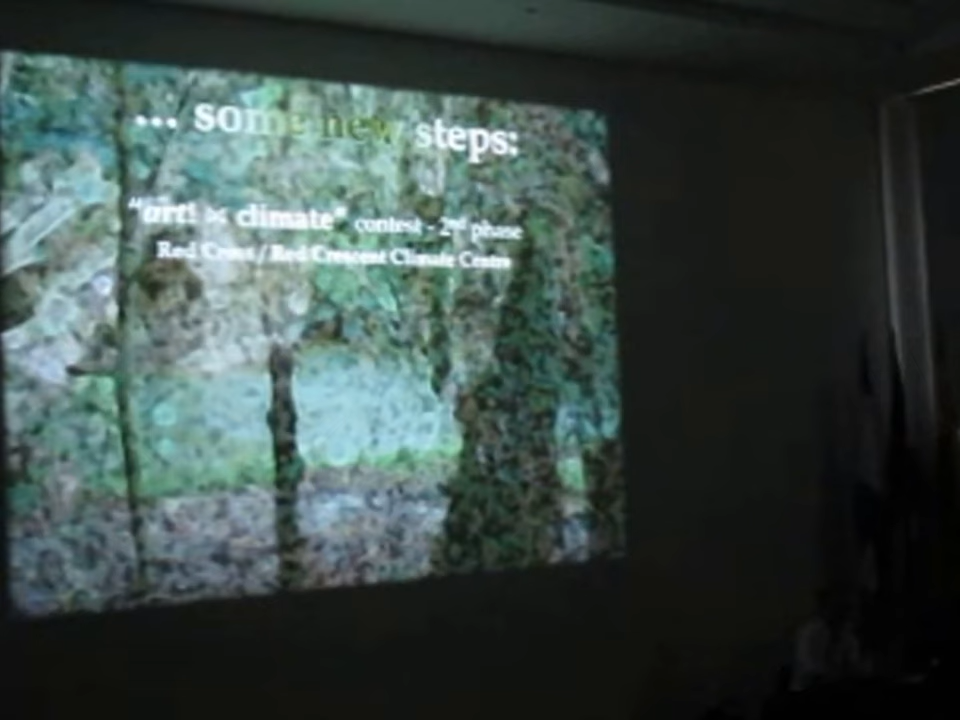 ... some new steps:
“art! ⋈ climate” contest - 2nd phase
Red Cross / Red Crescent Climate Centre